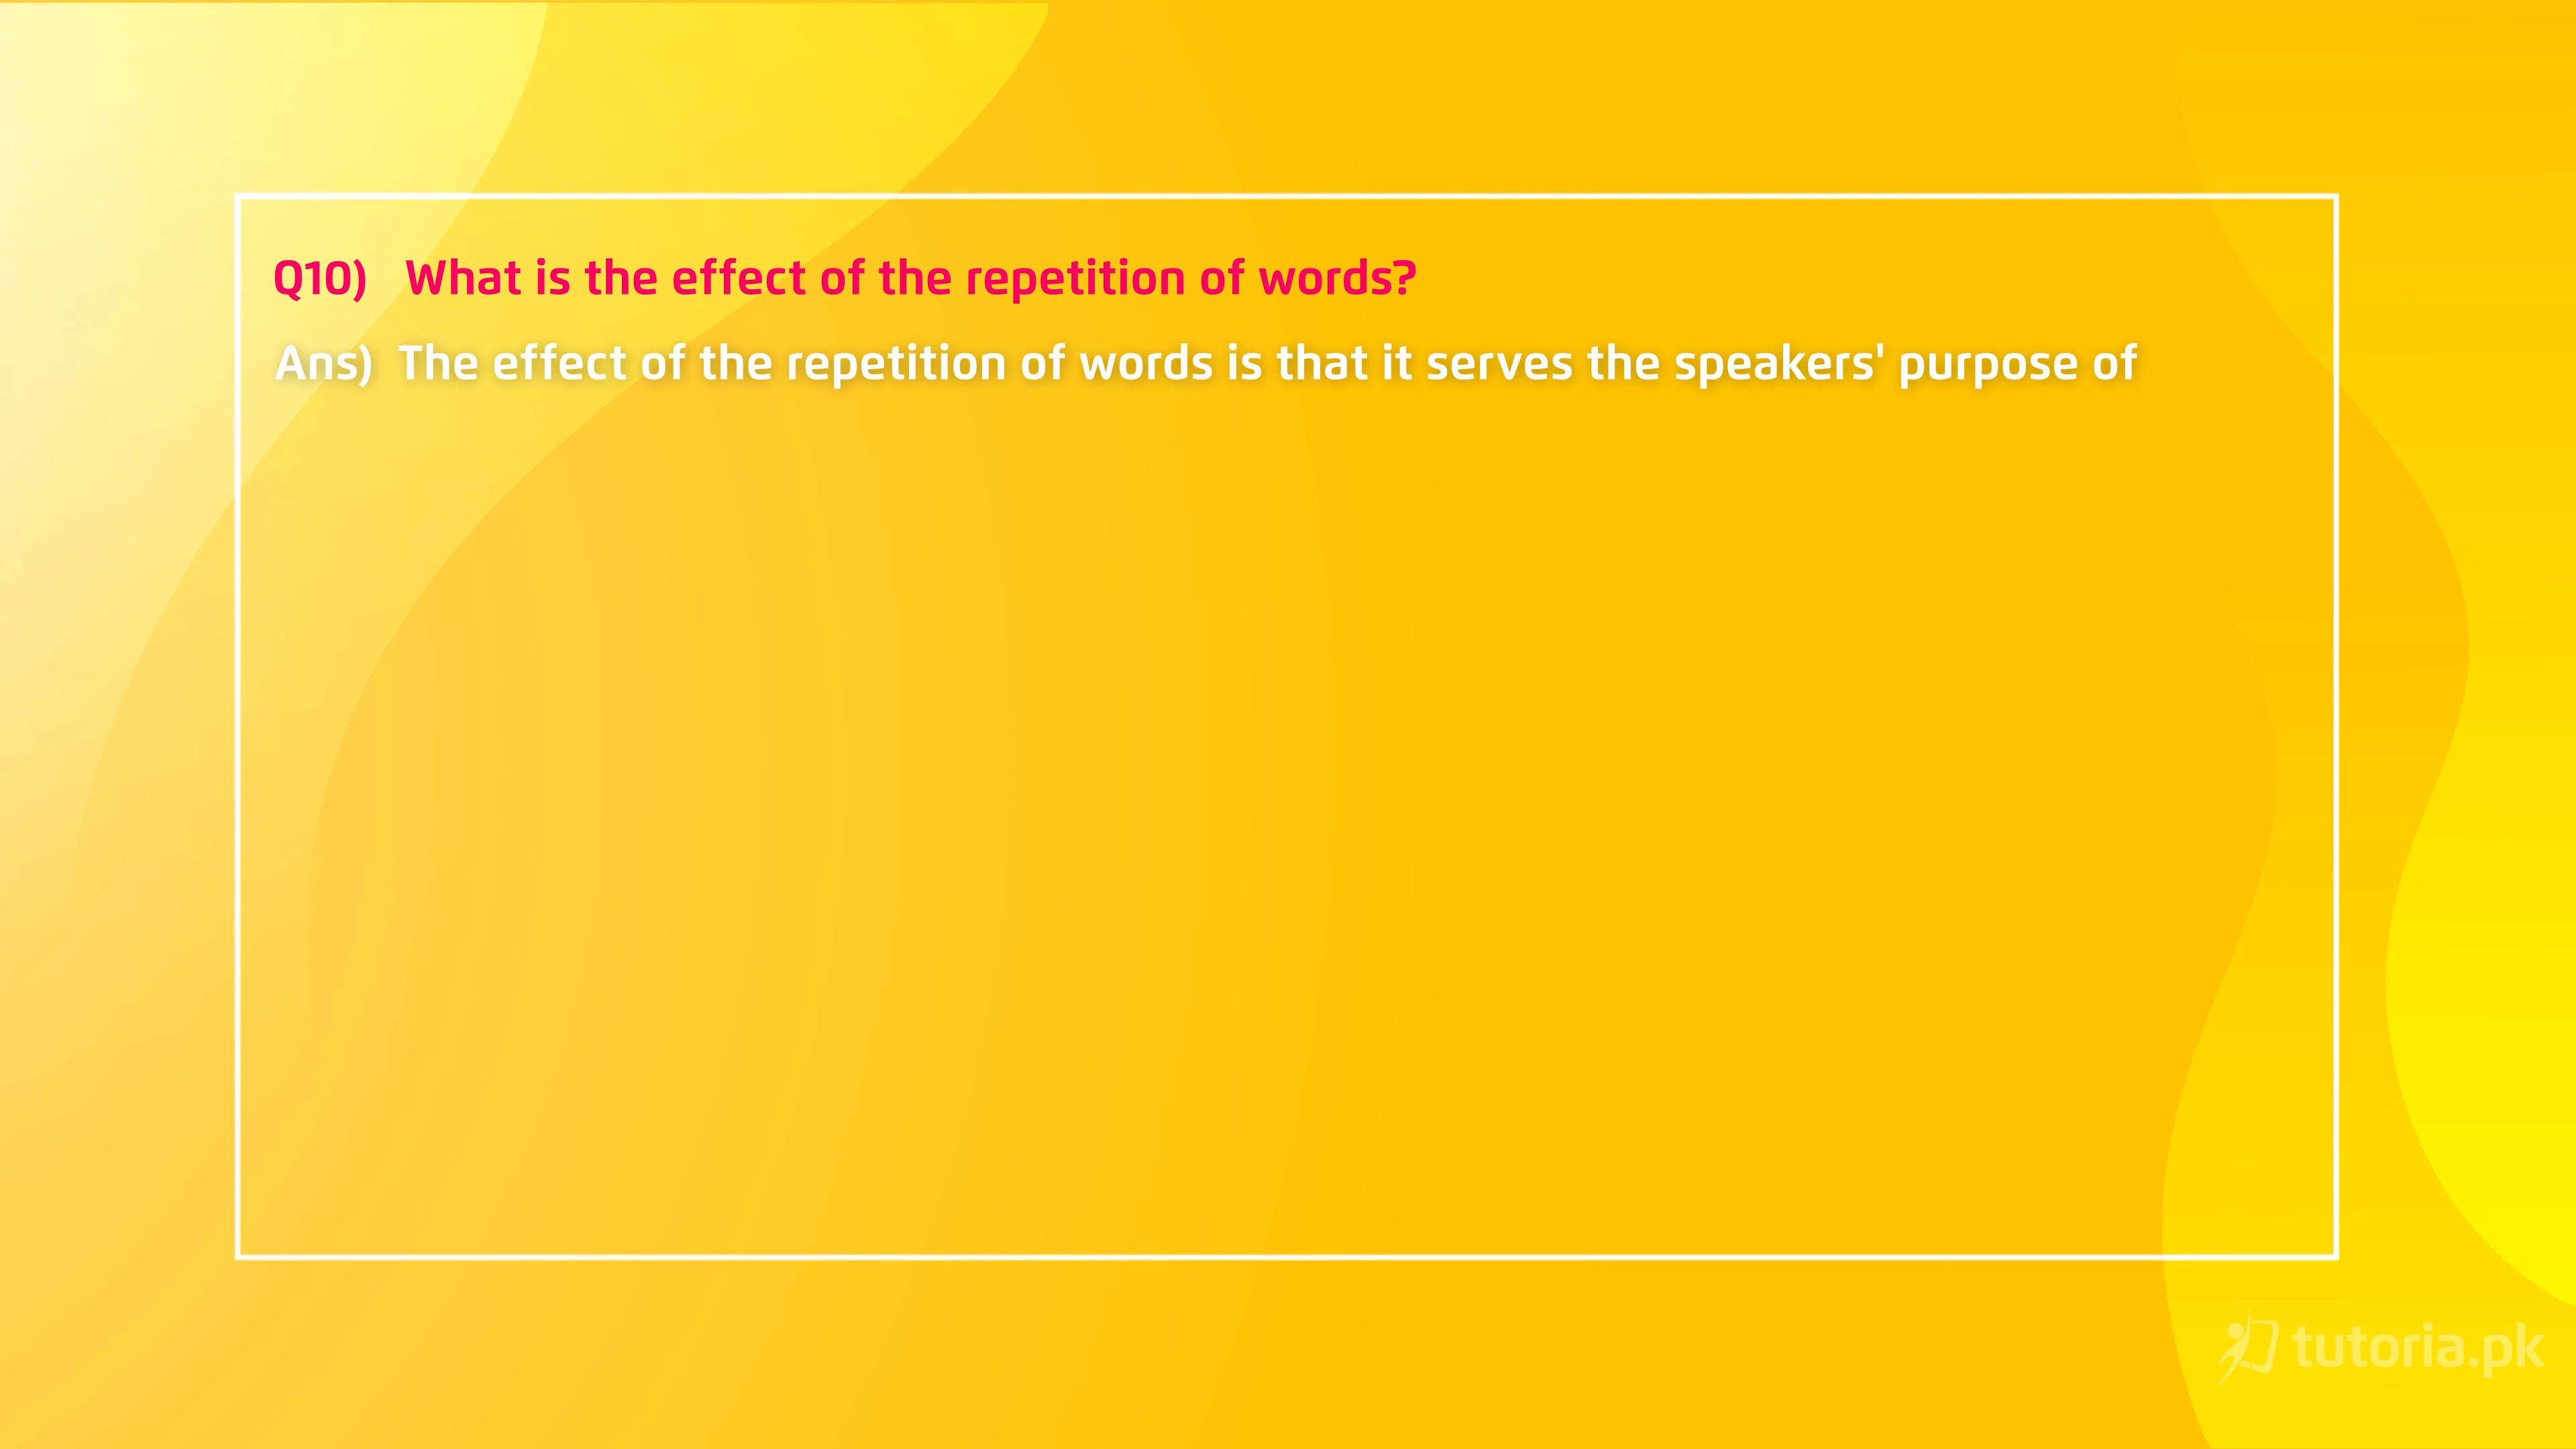 Q10) What is the effect of the repetition of words?
Ans) The effect of the repetition of words is that it serves the speakers' purpose of
tutoria.pk